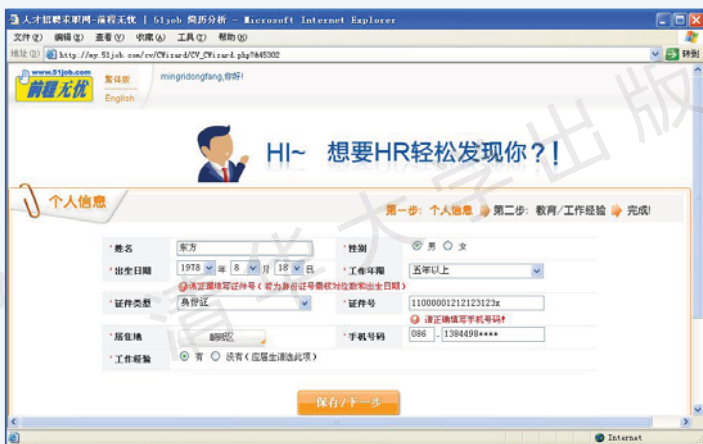 人才招聘求职网-前程无忧 | 51job 简历分析 - Microsoft Internet Explorer
文件(F) 编辑(E) 查看(V) 收藏(A) 工具(T) 帮助(H)
地址(D) http://my.51job.com/cv/CWizard/CV_CWizard.php?645302 转到
www.51job.com
前程无忧
繁体版
English
mingridongfang,你好!
HI~ 想要HR轻松发现你?!
个人信息
第一步: 个人信息 第二步: 教育/工作经验 完成!
*姓名 东方 *性别 男 女
*出生日期 1978 年 8 月 18 日 *工作年限 五年以上
请正确填写证件号(若为身份证号需核对位数和出生日期)
*证件类型 身份证 *证件号 11000001212123123x
请正确填写手机号码!
*居住地 *手机号码 086 - 1384498****
*工作经验 有 没有(应届生请选此项)
保存/下一步
Internet
清华大学出版